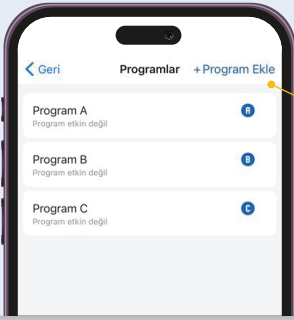 Geri Programlar +Program Ekle
Program A A
Program etkin değil
Program B B
Program etkin değil
Program C C
Program etkin değil